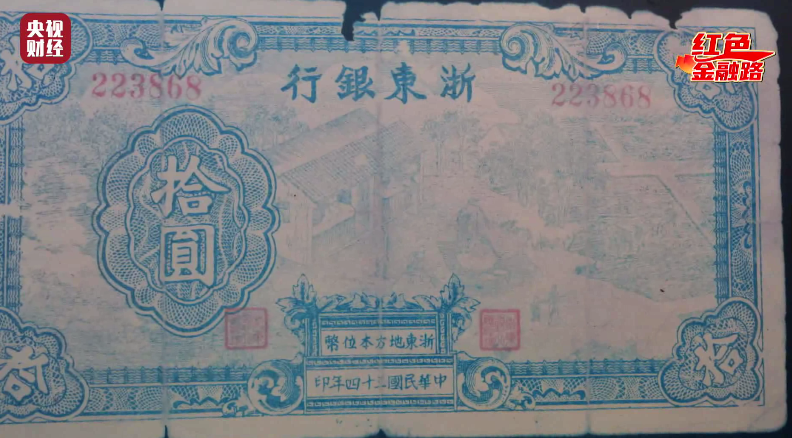 央视
财经
红色
金融路
浙東銀行
223868
223868
拾
圓
浙東地方本位幣
中華民國三十四年印
拾
拾